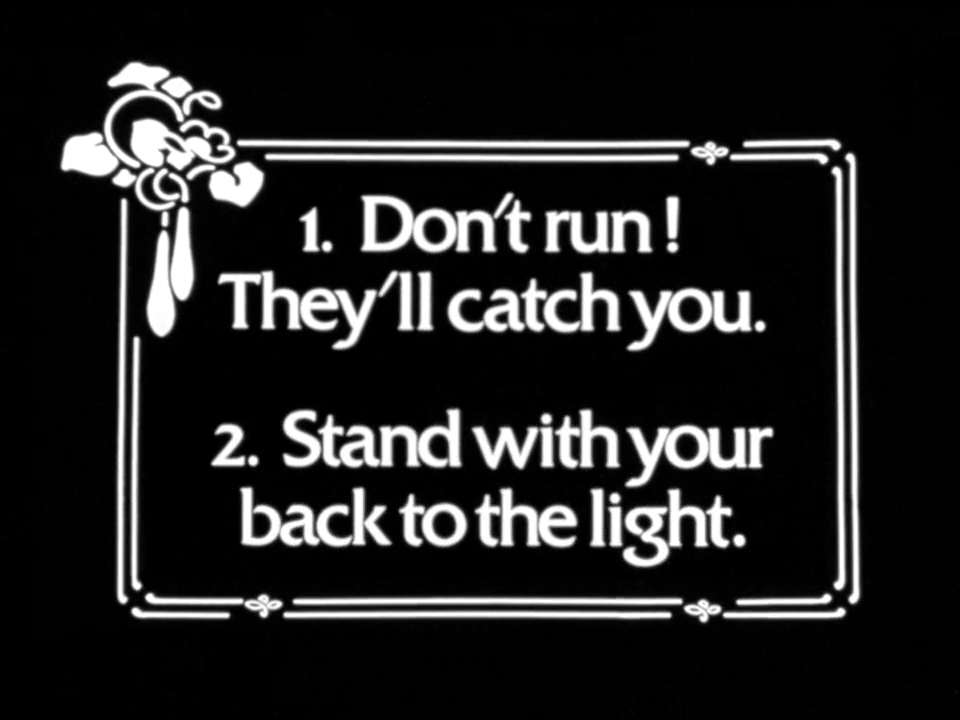 1. Don't run!
They'll catch you.
2. Stand with your
back to the light.